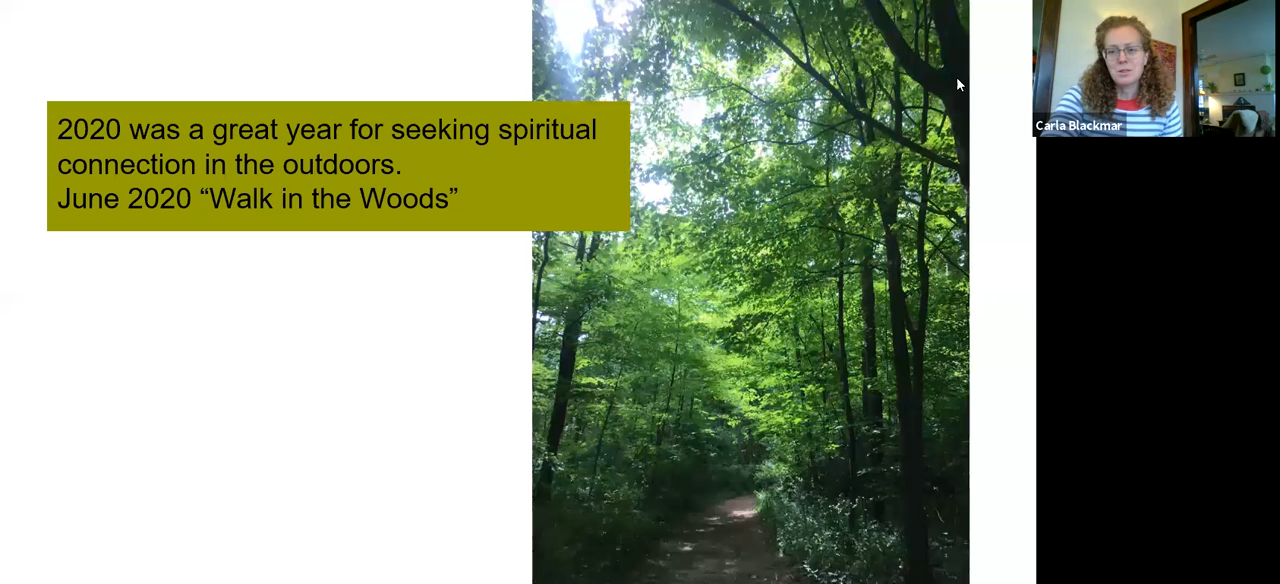 2020 was a great year for seeking spiritual
connection in the outdoors.
June 2020 “Walk in the Woods”
Carla Blackmar